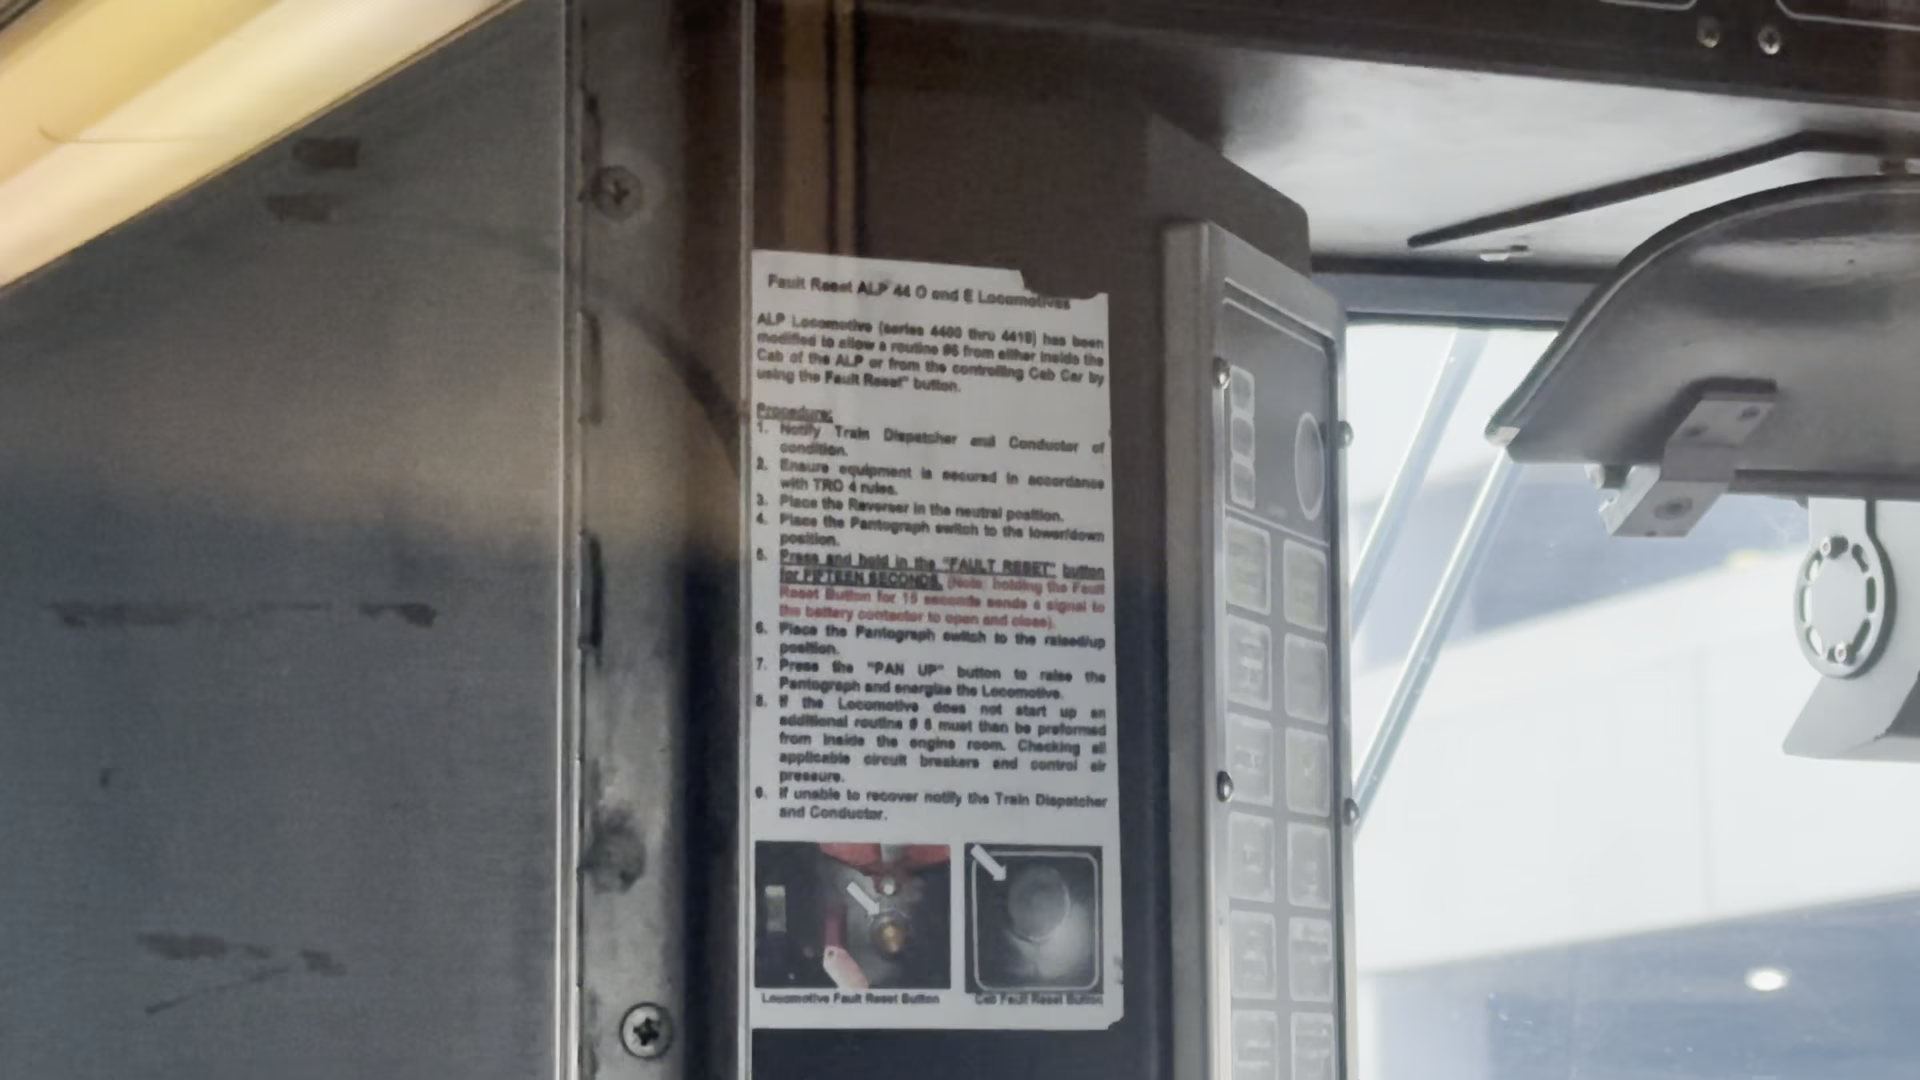 Fault Reset ALP 44 O and E Locomotives
ALP Locomotive (series 4400 thru 4419) has been
modified to allow a routine #6 from either inside the
Cab of the ALP or from the controlling Cab Car by
using the Fault Reset" button.
Procedure:
1. Notify Train Dispatcher and Conductor of
condition.
2. Ensure equipment is secured in accordance
with TRO 4 rules.
3. Place the Reverser in the neutral position.
4. Place the Pantograph switch to the lower/down
position.
5. Press and hold in the "FAULT RESET" button
for FIFTEEN SECONDS. (Note: holding the Fault
Reset Button for 15 seconds sends a signal to
the battery contactor to open and close).
6. Place the Pantograph switch to the raised/up
position.
7. Press the "PAN UP" button to raise the
Pantograph and energize the Locomotive.
8. If the Locomotive does not start up an
additional routine # 6 must then be preformed
from inside the engine room. Checking all
applicable circuit breakers and control air
pressure.
9. If unable to recover notify the Train Dispatcher
and Conductor.
Locomotive Fault Reset Button
Cab Fault Reset Button